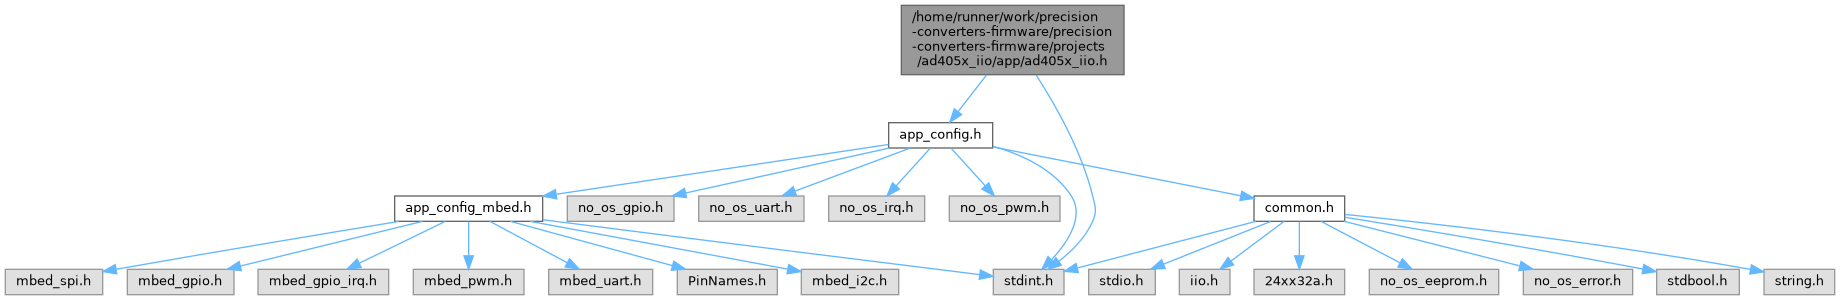 /home/runner/work/precision
-converters-firmware/precision
-converters-firmware/projects
/ad405x_iio/app/ad405x_iio.h
app_config.h
app_config_mbed.h
no_os_gpio.h
no_os_uart.h
no_os_irq.h
no_os_pwm.h
common.h
mbed_spi.h
mbed_gpio.h
mbed_gpio_irq.h
mbed_pwm.h
mbed_uart.h
PinNames.h
mbed_i2c.h
stdint.h
stdio.h
iio.h
24xx32a.h
no_os_eeprom.h
no_os_error.h
stdbool.h
string.h